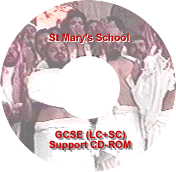 St Mary's School
GCSE (LC+SC)
Support CD-ROM